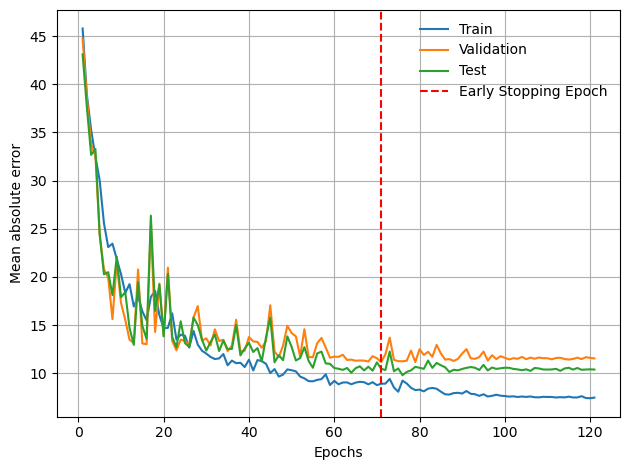 45
40
35
30
25
20
15
10
Mean absolute error
Train
Validation
Test
Early Stopping Epoch
0 20 40 60 80 100 120
Epochs